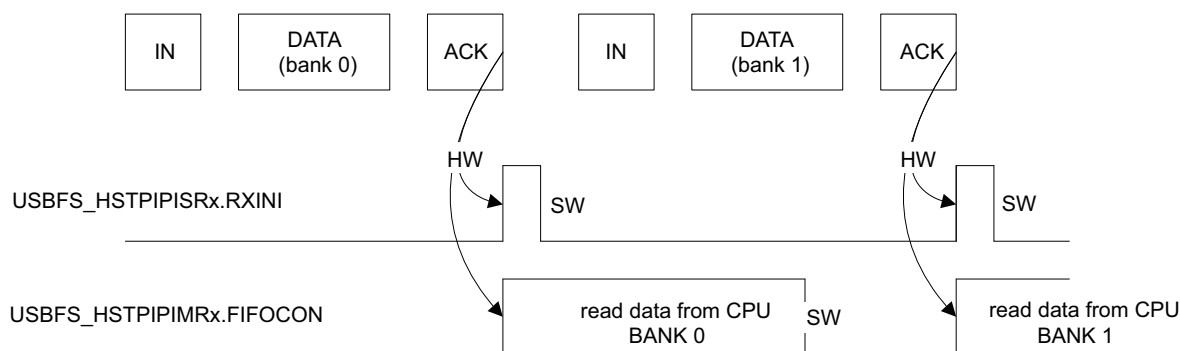 IN
DATA
(bank 0)
ACK
IN
DATA
(bank 1)
ACK
HW
HW
USBFS_HSTPIPISRx.RXINI
SW
SW
USBFS_HSTPIPIMRx.FIFOCON
read data from CPU
BANK 0
SW
read data from CPU
BANK 1